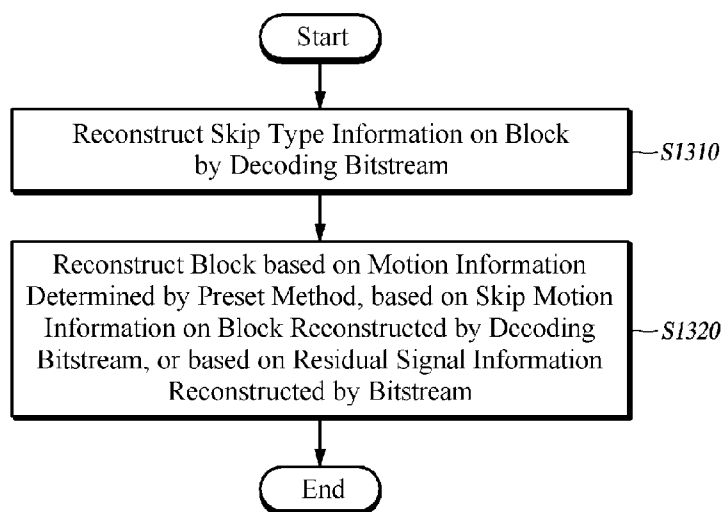 Start
Reconstruct Skip Type Information on Block
by Decoding Bitstream
S1310
Reconstruct Block based on Motion Information
Determined by Preset Method, based on Skip Motion
Information on Block Reconstructed by Decoding
Bitstream, or based on Residual Signal Information
Reconstructed by Bitstream
S1320
End